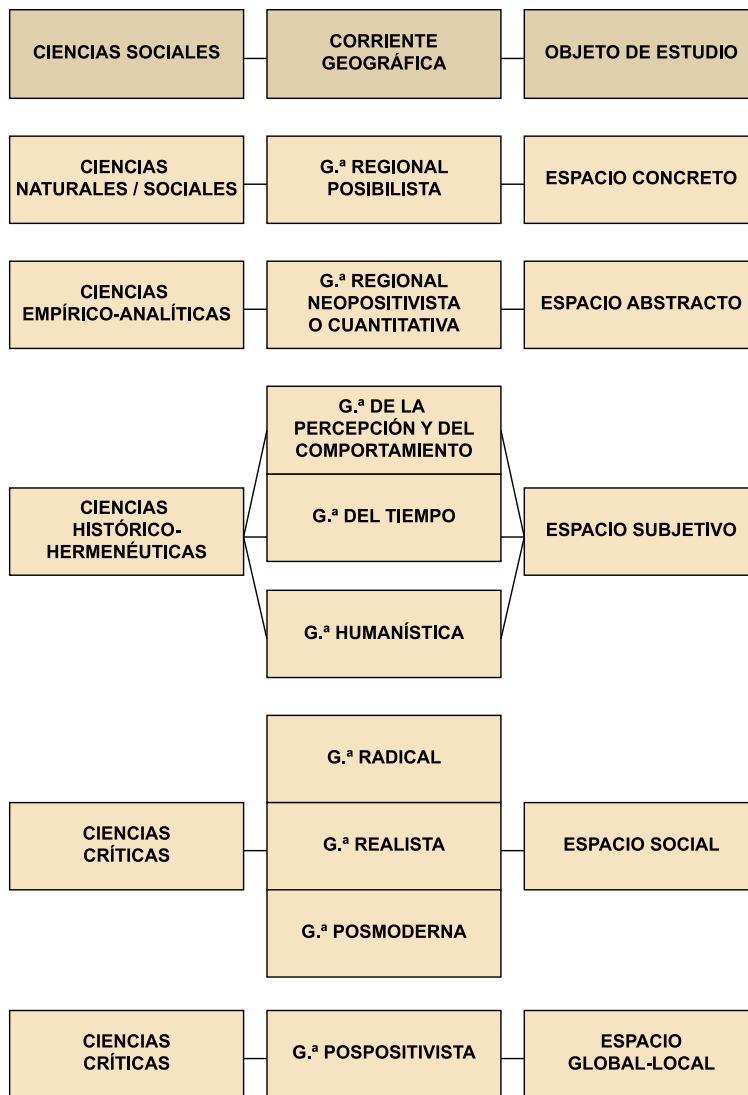 CIENCIAS SOCIALES
CORRIENTE
GEOGRÁFICA
OBJETO DE ESTUDIO
CIENCIAS
NATURALES / SOCIALES
G.ª REGIONAL
POSIBILISTA
ESPACIO CONCRETO
CIENCIAS
EMPÍRICO-ANALÍTICAS
G.ª REGIONAL
NEOPOSITIVISTA
O CUANTITATIVA
ESPACIO ABSTRACTO
CIENCIAS
HISTÓRICO-
HERMENÉUTICAS
G.ª DE LA
PERCEPCIÓN Y DEL
COMPORTAMIENTO
G.ª DEL TIEMPO
G.ª HUMANÍSTICA
ESPACIO SUBJETIVO
CIENCIAS
CRÍTICAS
G.ª RADICAL
G.ª REALISTA
G.ª POSMODERNA
ESPACIO SOCIAL
CIENCIAS
CRÍTICAS
G.ª POSPOSITIVISTA
ESPACIO
GLOBAL-LOCAL